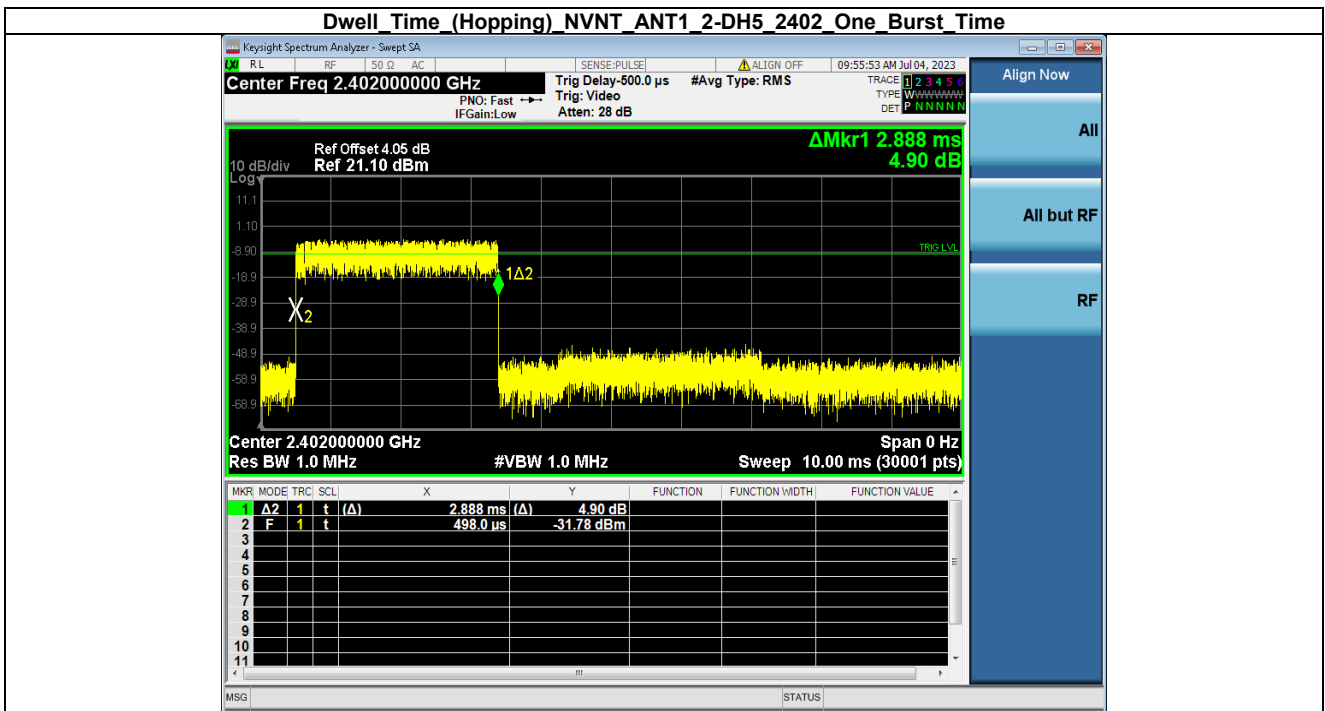 Dwell_Time_(Hopping)_NVNT_ANT1_2-DH5_2402_One_Burst_Time
Keysight Spectrum Analyzer - Swept SA
LXI RL RF 50 Ω AC SENSE:PULSE ALIGN OFF 09:55:53 AM Jul 04, 2023
Center Freq 2.402000000 GHz Trig Delay-500.0 µs #Avg Type: RMS TRACE 1 2 3 4 5 6
PNO: Fast Trig: Video TYPE WWWWWW
IFGain:Low Atten: 28 dB DET P N N N N N
Align Now
All
All but RF
RF
ΔMkr1 2.888 ms
4.90 dB
Ref Offset 4.05 dB
10 dB/div Ref 21.10 dBm
Log
11.1
1.10
-8.90
TRIG LVL
-18.9
1Δ2
-28.9
2
-38.9
-48.9
-58.9
-68.9
Center 2.402000000 GHz Span 0 Hz
Res BW 1.0 MHz #VBW 1.0 MHz Sweep 10.00 ms (30001 pts)
MKR MODE TRC SCL X Y FUNCTION FUNCTION WIDTH FUNCTION VALUE
1 Δ2 1 t (Δ) 2.888 ms (Δ) 4.90 dB
2 F 1 t 498.0 µs -31.78 dBm
3
4
5
6
7
8
9
10
11
MSG STATUS